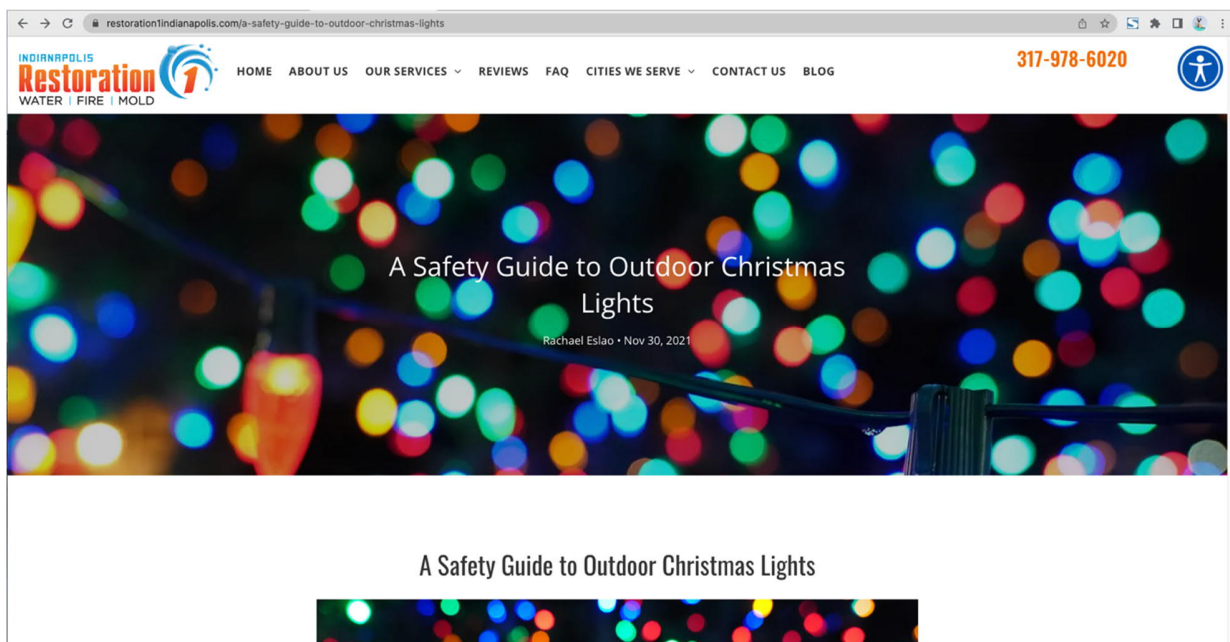 restoration1indianapolis.com/a-safety-guide-to-outdoor-christmas-lights
INDIANAPOLIS
Restoration 1
WATER | FIRE | MOLD
HOME ABOUT US OUR SERVICES REVIEWS FAQ CITIES WE SERVE CONTACT US BLOG
317-978-6020
A Safety Guide to Outdoor Christmas
Lights
Rachael Eslao • Nov 30, 2021
A Safety Guide to Outdoor Christmas Lights